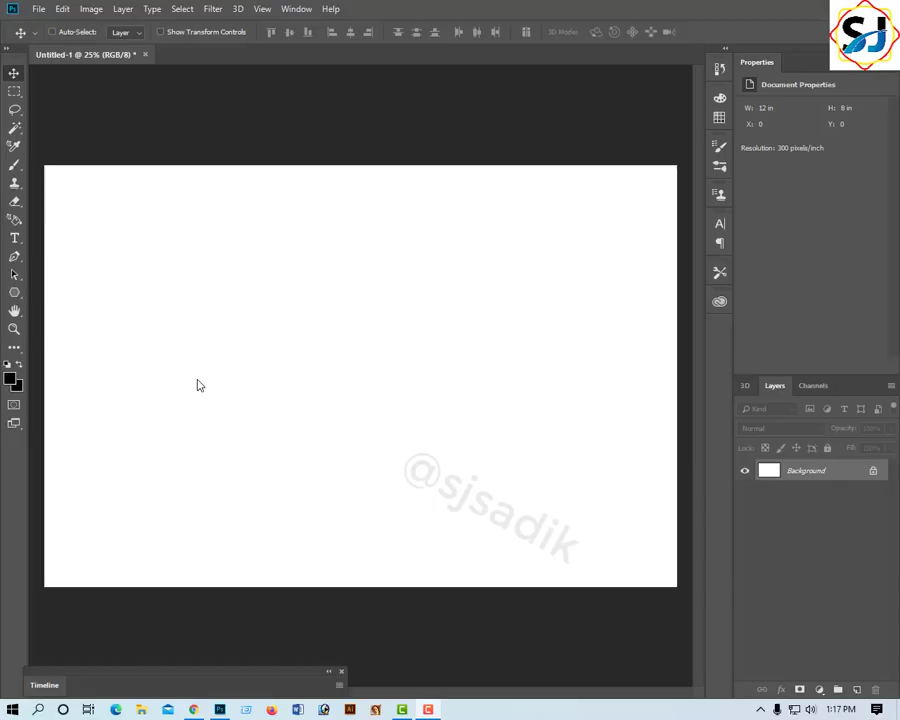 File Edit Image Layer Type Select Filter 3D View Window Help
Auto-Select: Layer Show Transform Controls 3D Mode:
SJ
Untitled-1 @ 25% (RGB/8) *
Properties
Document Properties
W: 12 in H: 8 in
X: 0 Y: 0
Resolution: 300 pixels/inch
@sjsadik
3D Layers Channels
Kind
Normal Opacity: 100%
Lock: Fill: 100%
Background
Timeline
1:17 PM